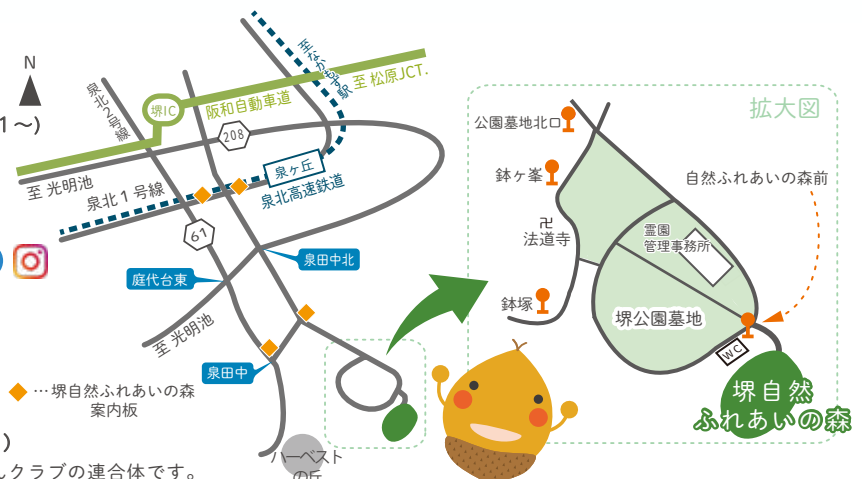 N
1～)
泉北2号線
堺IC
阪和自動車道
至なかもず駅
至 松原JCT.
208
至 光明池
泉北1号線
泉ヶ丘
泉北高速鉄道
61
泉田中北
庭代台東
至 光明池
泉田中
…堺自然ふれあいの森
案内板
)
クラブの連合体です。
ハーベスト
の丘
拡大図
公園墓地北口
鉢ヶ峯
自然ふれあいの森前
卍
法道寺
霊園
管理事務所
鉢塚
堺公園墓地
WC
堺自然
ふれあいの森